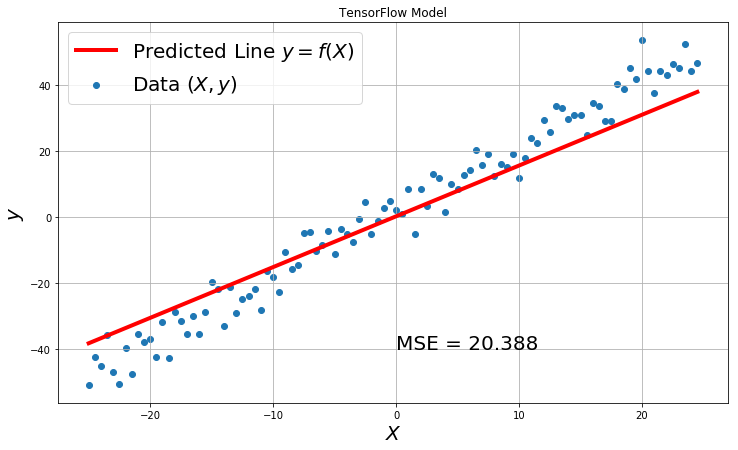 TensorFlow Model
Predicted Line y = f(X)
Data (X, y)
40
20
0
−20
−40
y
MSE = 20.388
−20
−10
0
10
20
X